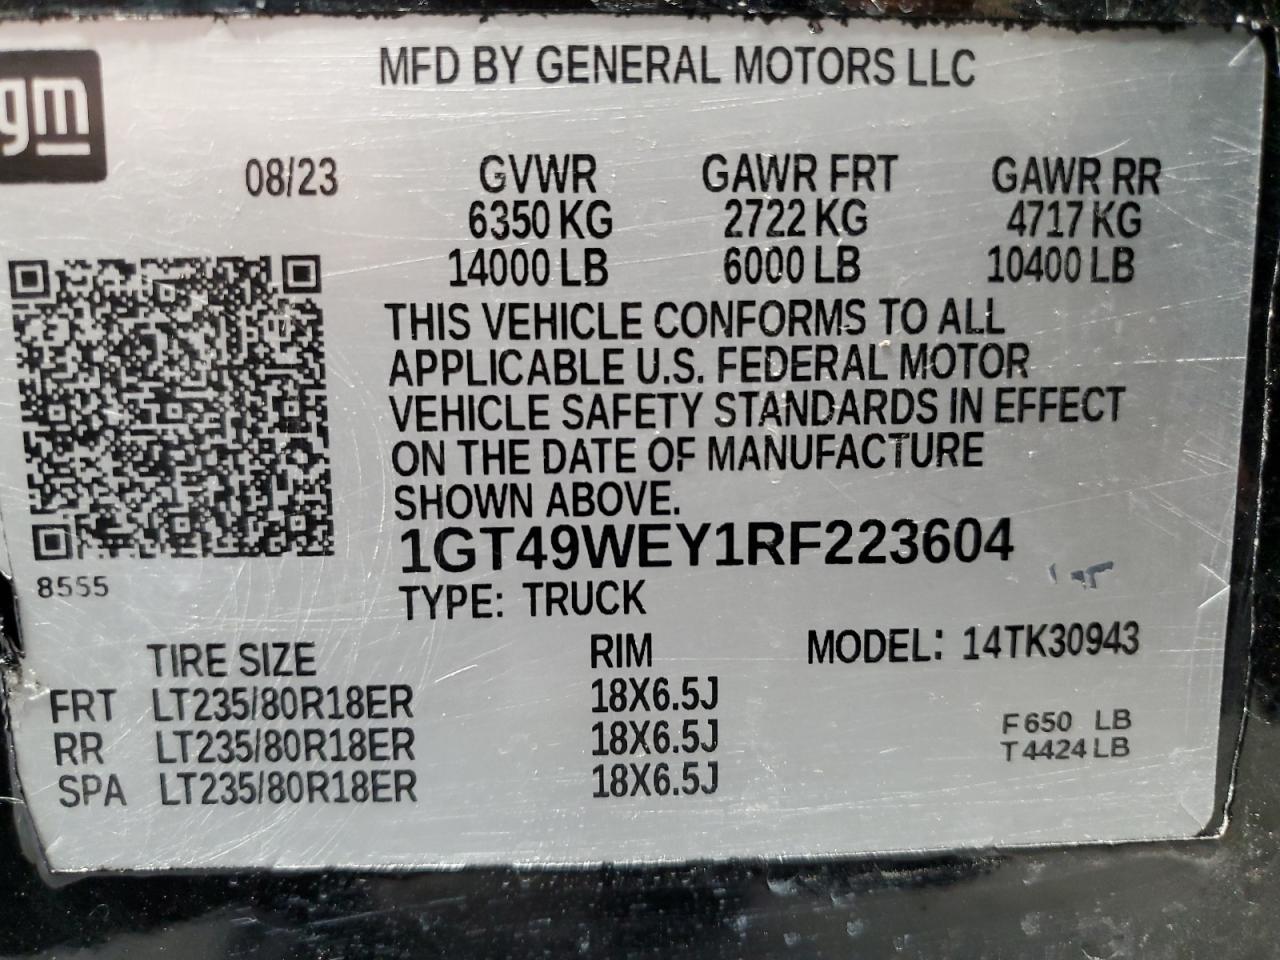 gm
MFD BY GENERAL MOTORS LLC
08/23 GVWR GAWR FRT GAWR RR
6350 KG 2722 KG 4717 KG
14000 LB 6000 LB 10400 LB
THIS VEHICLE CONFORMS TO ALL
APPLICABLE U.S. FEDERAL MOTOR
VEHICLE SAFETY STANDARDS IN EFFECT
ON THE DATE OF MANUFACTURE
SHOWN ABOVE.
1GT49WEY1RF223604
8555
TYPE: TRUCK
TIRE SIZE RIM MODEL: 14TK30943
FRT LT235/80R18ER 18X6.5J
RR LT235/80R18ER 18X6.5J
SPA LT235/80R18ER 18X6.5J
F 650 LB
T 4424 LB